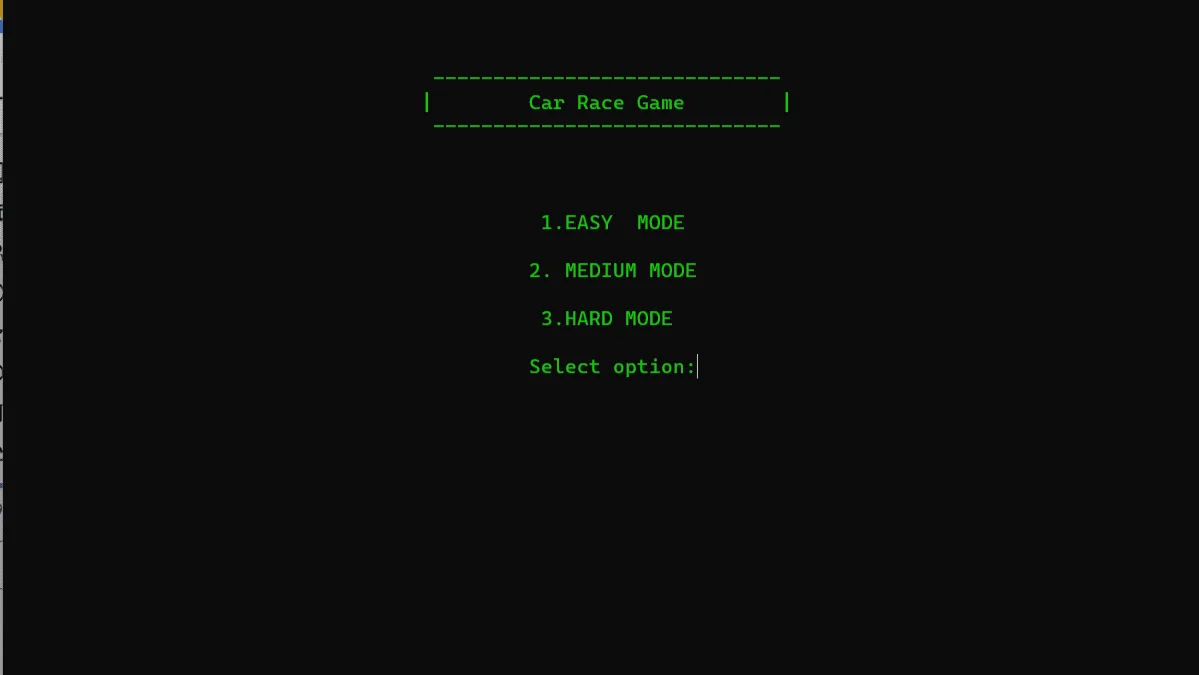 -----------------------------
| Car Race Game |
-----------------------------
1.EASY  MODE
2. MEDIUM MODE
3.HARD MODE
Select option: